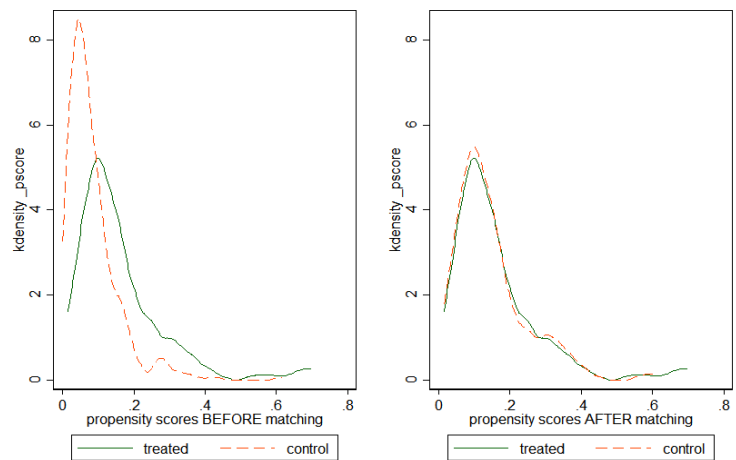 8
6
4
2
0
kdensity _pscore
0
.2
.4
.6
.8
propensity scores BEFORE matching
treated
control
8
6
4
2
0
kdensity _pscore
0
.2
.4
.6
.8
propensity scores AFTER matching
treated
control